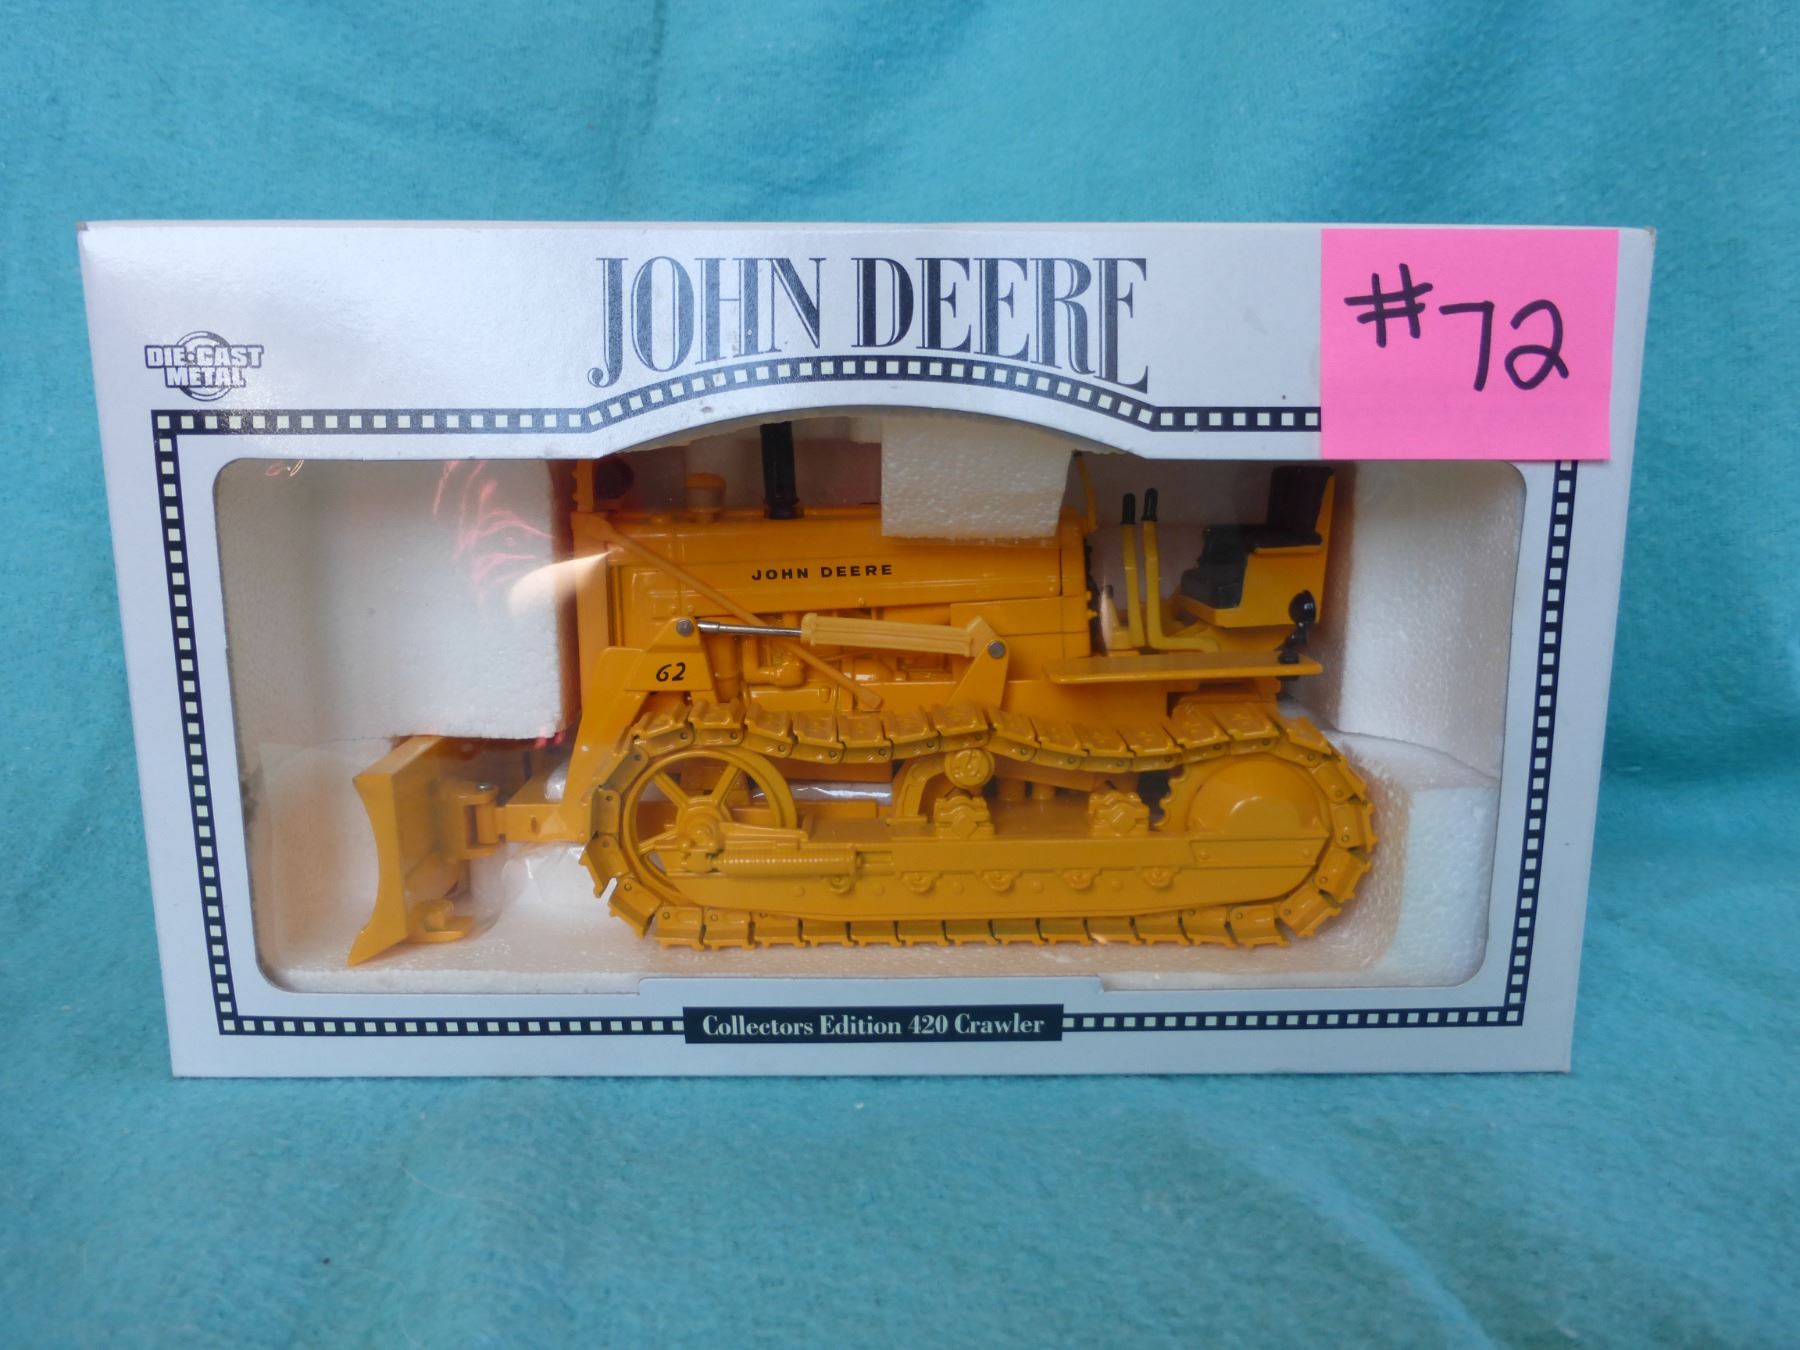 JOHN DEERE
#72
DIE·CAST
METAL
JOHN DEERE
62
Collectors Edition 420 Crawler